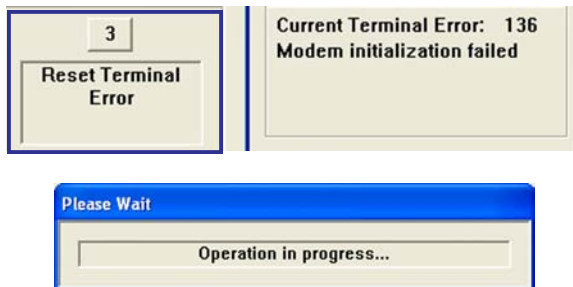 3
Reset Terminal
Error
Current Terminal Error: 136
Modem initialization failed
Please Wait
Operation in progress...